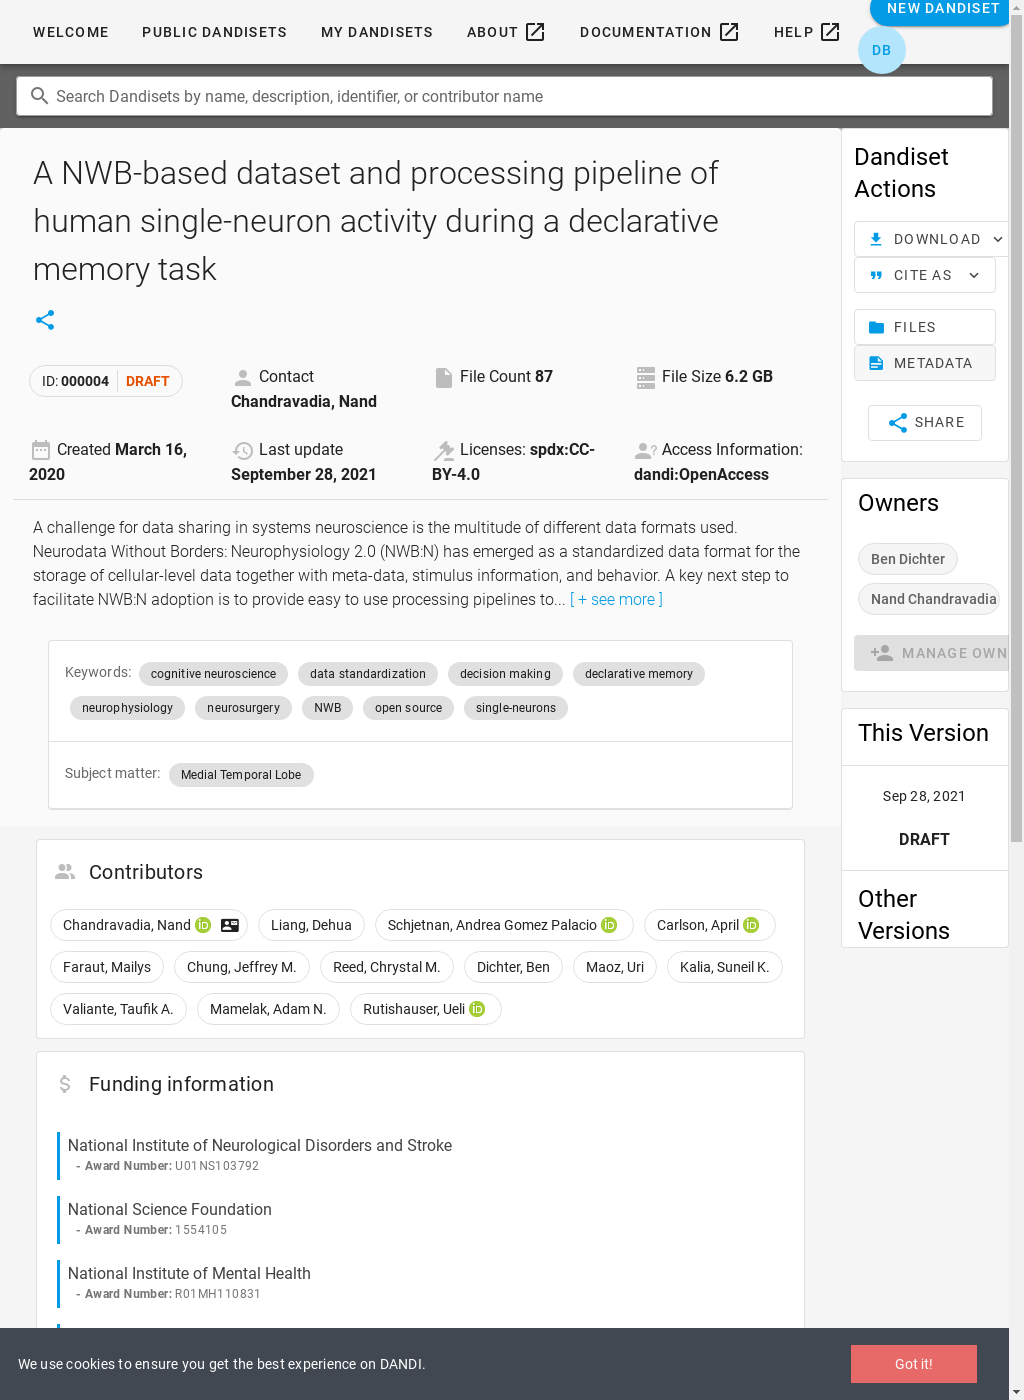 WELCOME PUBLIC DANDISETS MY DANDISETS ABOUT DOCUMENTATION HELP
NEW DANDISET
DB
Search Dandisets by name, description, identifier, or contributor name
A NWB-based dataset and processing pipeline of
human single-neuron activity during a declarative
memory task
ID: 000004 DRAFT
Contact
Chandravadia, Nand
File Count 87
File Size 6.2 GB
Created March 16,
2020
Last update
September 28, 2021
Licenses: spdx:CC-
BY-4.0
Access Information:
dandi:OpenAccess
A challenge for data sharing in systems neuroscience is the multitude of different data formats used.
Neurodata Without Borders: Neurophysiology 2.0 (NWB:N) has emerged as a standardized data format for the
storage of cellular-level data together with meta-data, stimulus information, and behavior. A key next step to
facilitate NWB:N adoption is to provide easy to use processing pipelines to... [ + see more ]
Keywords: cognitive neuroscience data standardization decision making declarative memory
neurophysiology neurosurgery NWB open source single-neurons
Subject matter: Medial Temporal Lobe
Contributors
Chandravadia, Nand iD Liang, Dehua Schjetnan, Andrea Gomez Palacio iD Carlson, April iD
Faraut, Mailys Chung, Jeffrey M. Reed, Chrystal M. Dichter, Ben Maoz, Uri Kalia, Suneil K.
Valiante, Taufik A. Mamelak, Adam N. Rutishauser, Ueli iD
Funding information
National Institute of Neurological Disorders and Stroke
- Award Number: U01NS103792
National Science Foundation
- Award Number: 1554105
National Institute of Mental Health
- Award Number: R01MH110831
Dandiset
Actions
DOWNLOAD
CITE AS
FILES
METADATA
SHARE
Owners
Ben Dichter
Nand Chandravadia
MANAGE OWN
This Version
Sep 28, 2021
DRAFT
Other
Versions
We use cookies to ensure you get the best experience on DANDI.
Got it!